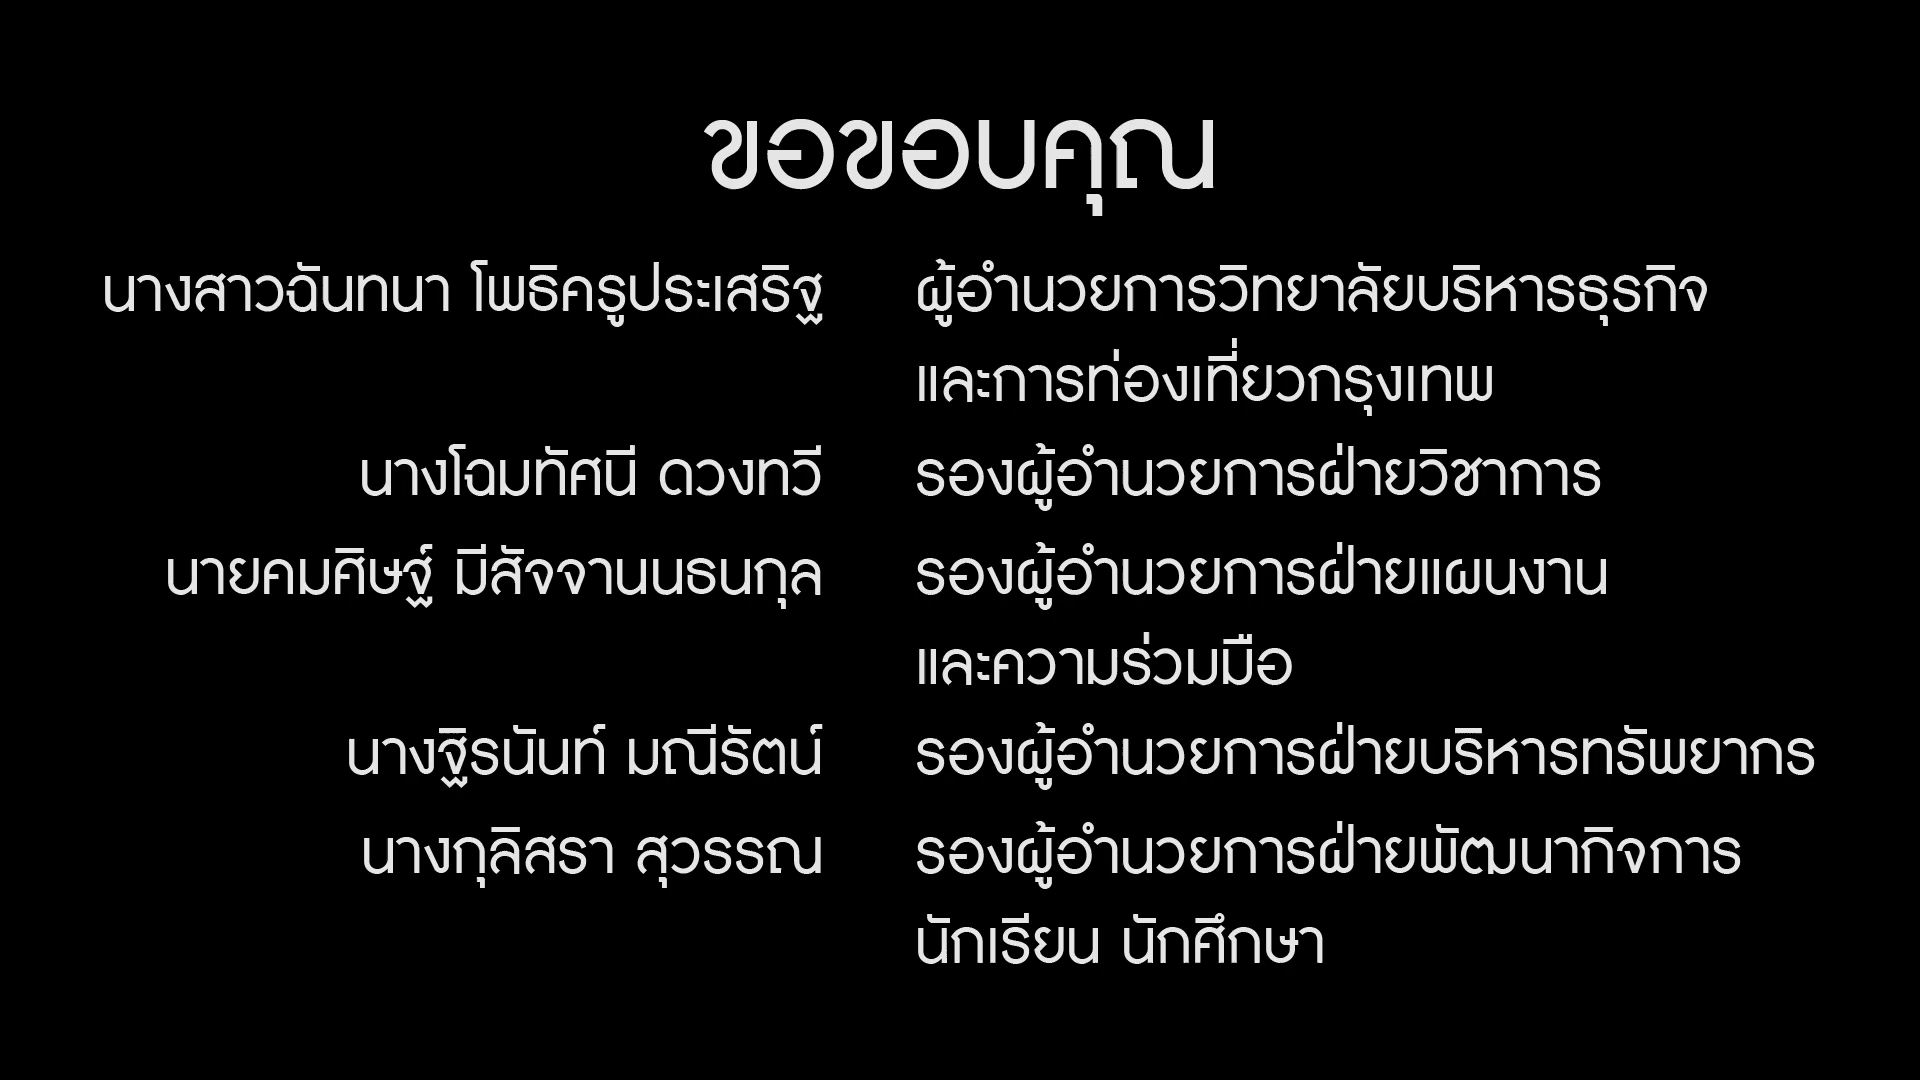 ขอขอบคุณ
นางสาวฉันทนา โพธิครูประเสริฐ ผู้อำนวยการวิทยาลัยบริหารธุรกิจ
และการท่องเที่ยวกรุงเทพ
นางโฉมทัศนี ดวงทวี รองผู้อำนวยการฝ่ายวิชาการ
นายคมศิษฐ์ มีสัจจานนธนกุล รองผู้อำนวยการฝ่ายแผนงาน
และความร่วมมือ
นางฐิรนันท์ มณีรัตน์ รองผู้อำนวยการฝ่ายบริหารทรัพยากร
นางกุลิสรา สุวรรณ รองผู้อำนวยการฝ่ายพัฒนากิจการ
นักเรียน นักศึกษา